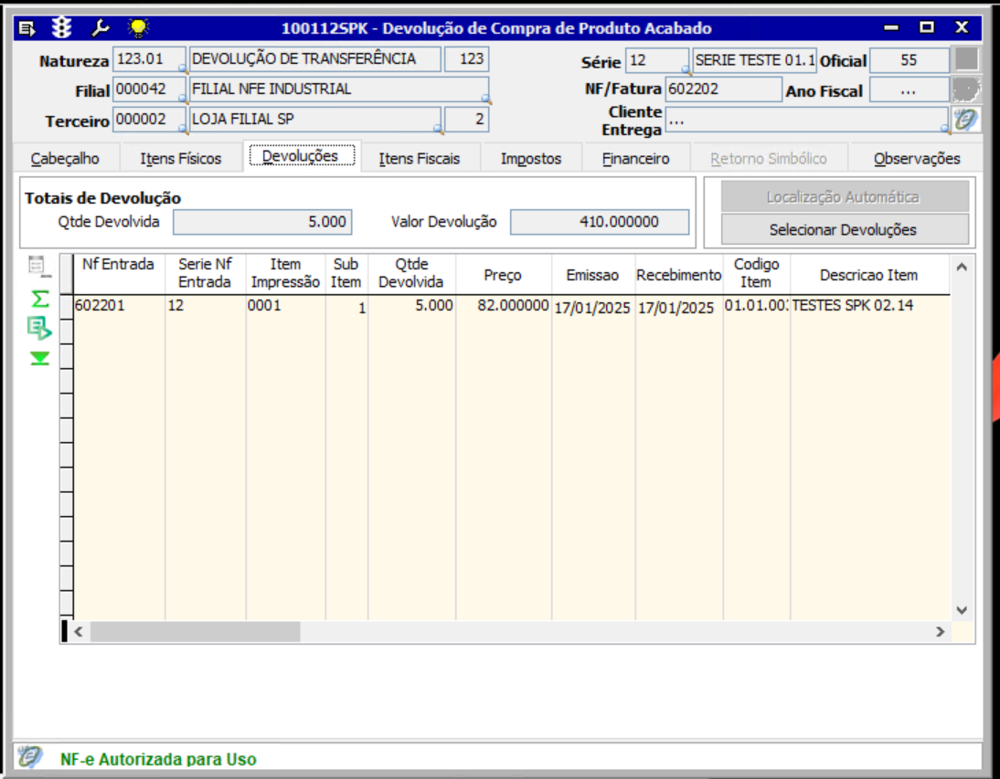 100112SPK - Devolução de Compra de Produto Acabado
Natureza 123.01 DEVOLUÇÃO DE TRANSFERÊNCIA 123 Série 12 SERIE TESTE 01.1 Oficial 55
Filial 000042 FILIAL NFE INDUSTRIAL NF/Fatura 602202 Ano Fiscal ...
Terceiro 000002 LOJA FILIAL SP 2 Cliente Entrega ...
Cabeçalho Itens Físicos Devoluções Itens Fiscais Impostos Financeiro Retorno Simbólico Observações
Totais de Devolução
Qtde Devolvida 5.000 Valor Devolução 410.000000
Localização Automática
Selecionar Devoluções
Nf Entrada Serie Nf Entrada Item Impressão Sub Item Qtde Devolvida Preço Emissao Recebimento Codigo Item Descricao Item
602201 12 0001 1 5.000 82.000000 17/01/2025 17/01/2025 01.01.00 TESTES SPK 02.14
NF-e Autorizada para Uso